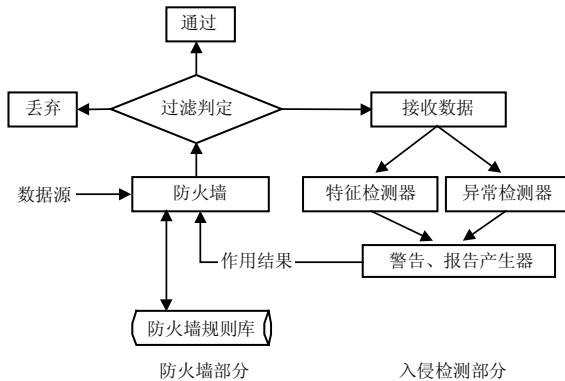 通过
丢弃
过滤判定
接收数据
数据源
防火墙
特征检测器
异常检测器
作用结果
警告、报告产生器
防火墙规则库
防火墙部分
入侵检测部分